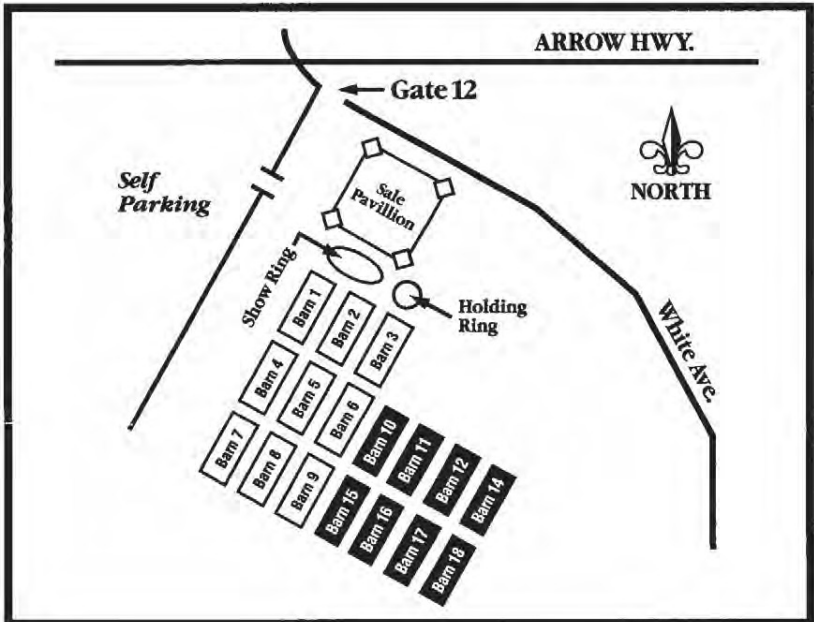 ARROW HWY.
Gate 12
Self
Parking
Sale
Pavillion
NORTH
Show Ring
Holding
Ring
White Ave.
Barn 1
Barn 2
Barn 3
Barn 4
Barn 5
Barn 6
Barn 7
Barn 8
Barn 9
Barn 10
Barn 11
Barn 12
Barn 14
Barn 15
Barn 16
Barn 17
Barn 18